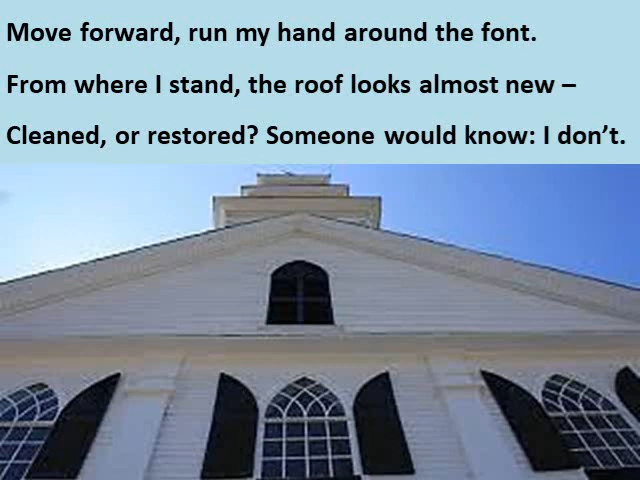 Move forward, run my hand around the font.
From where I stand, the roof looks almost new –
Cleaned, or restored? Someone would know: I don’t.